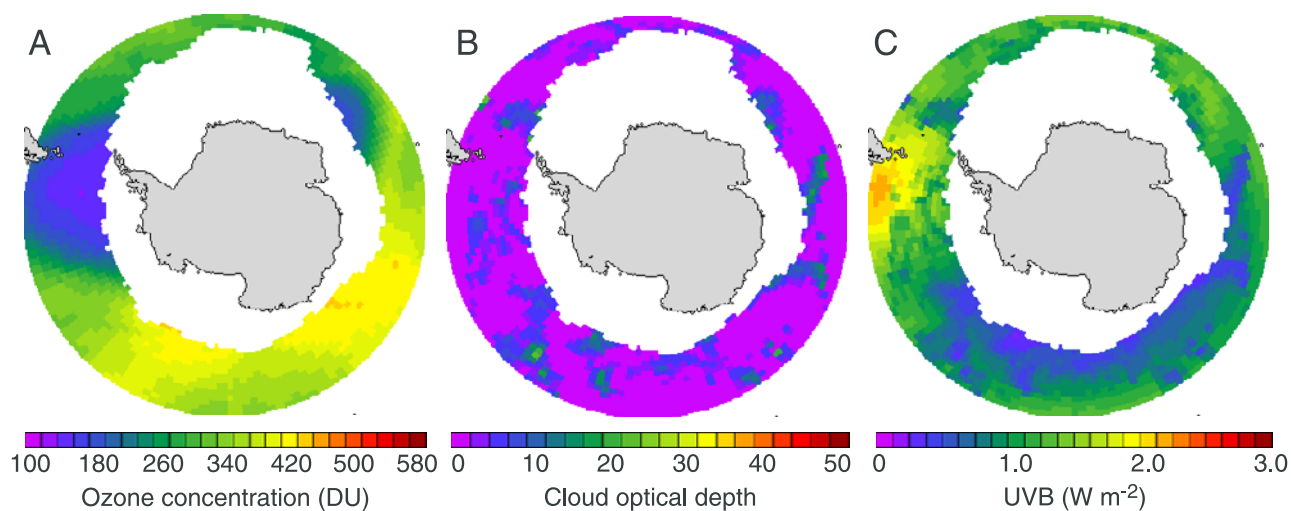 A
B
C
100 180 260 340 420 500 580
0 10 20 30 40 50
0 1.0 2.0 3.0
Ozone concentration (DU)
Cloud optical depth
UVB (W m⁻²)